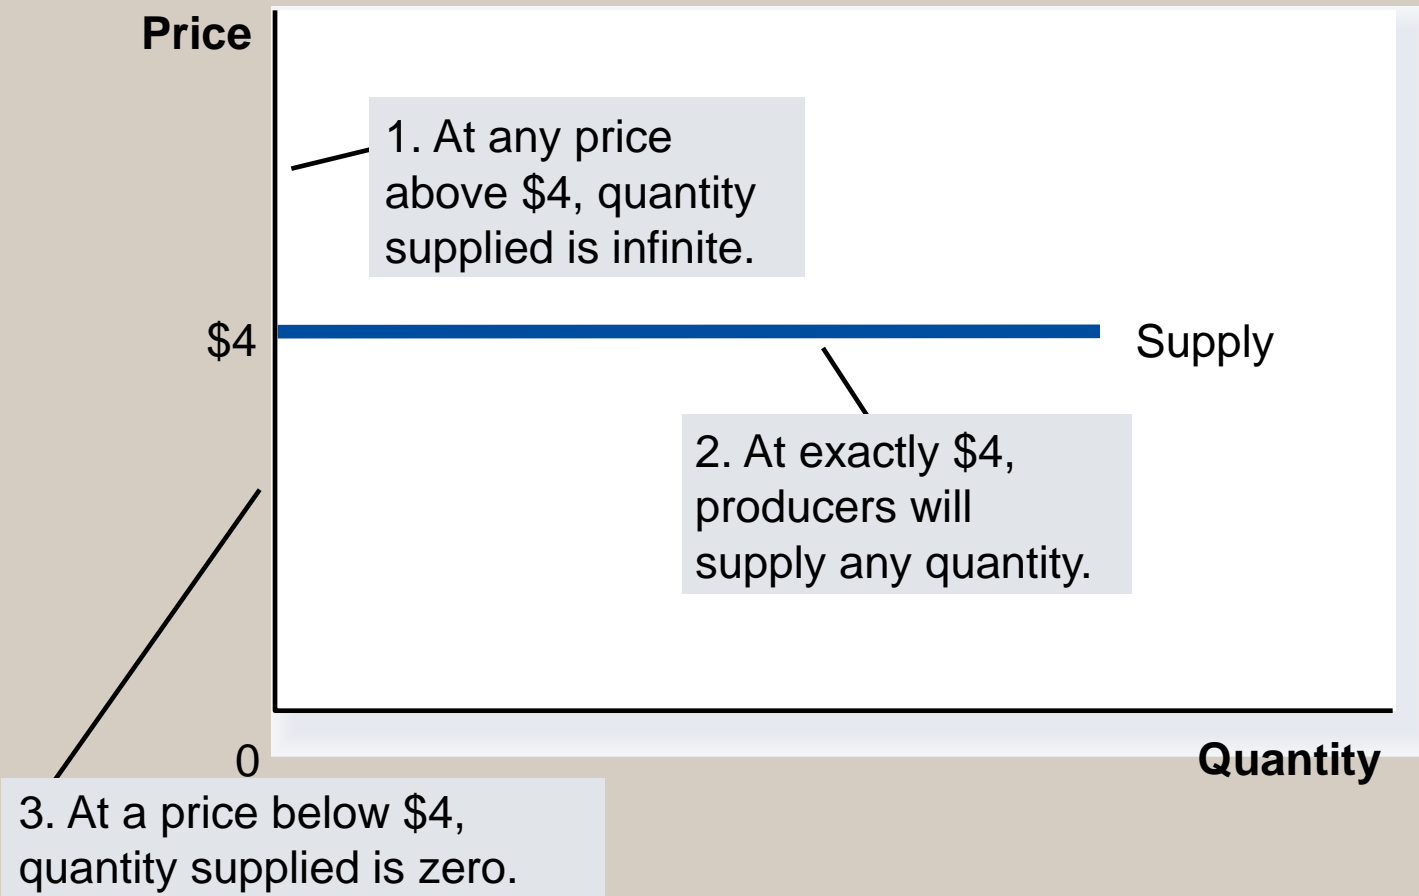 Price
1. At any price
above $4, quantity
supplied is infinite.
$4
Supply
2. At exactly $4,
producers will
supply any quantity.
0
Quantity
3. At a price below $4,
quantity supplied is zero.